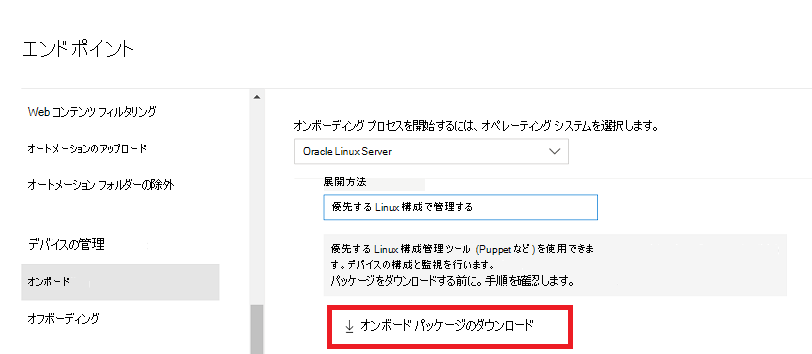 エンドポイント
Webコンテンツ フィルタリング
オートメーションのアップロード
オートメーション フォルダーの除外
デバイスの管理
オンボード
オフボーディング
オンボーディング プロセスを開始するには、オペレーティング システムを選択します。
Oracle Linux Server
展開方法
優先する Linux 構成で管理する
優先する Linux 構成管理ツール (Puppet など) を使用できま
す。デバイスの構成と監視を行います。
パッケージをダウンロードする前に。手順を確認します。
オンボード パッケージのダウンロード